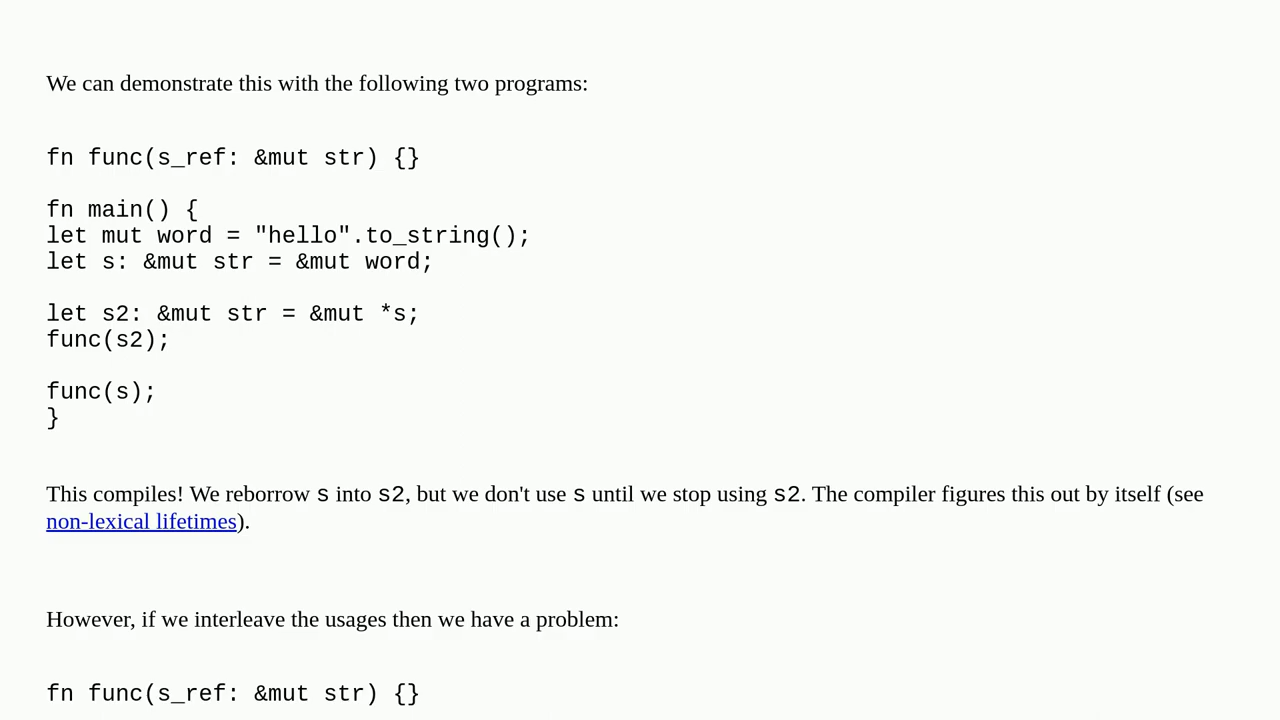 We can demonstrate this with the following two programs:
fn func(s_ref: &mut str) {}
fn main() {
let mut word = "hello".to_string();
let s: &mut str = &mut word;
let s2: &mut str = &mut *s;
func(s2);
func(s);
}
This compiles! We reborrow s into s2, but we don't use s until we stop using s2. The compiler figures this out by itself (see
non-lexical lifetimes).
However, if we interleave the usages then we have a problem:
fn func(s_ref: &mut str) {}